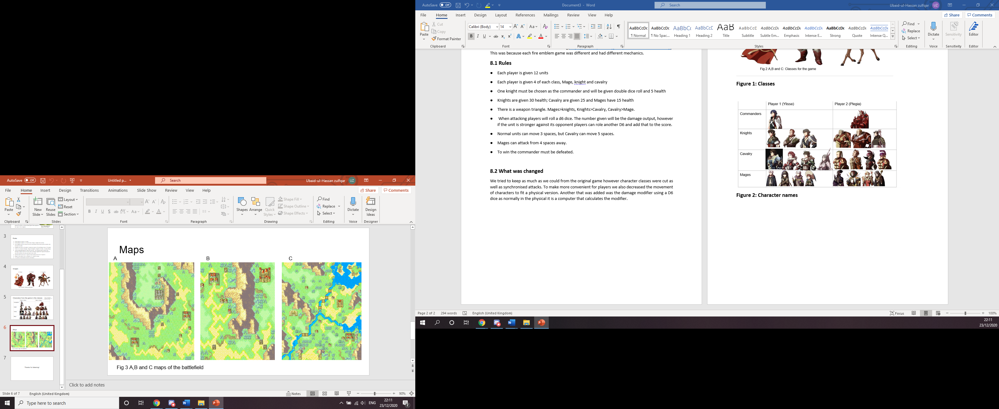 AutoSave Off
Document3 - Word
Search
Ubaid-ul-Hassan zulfqar UZ
File Home Insert Design Layout References Mailings Review View Help
Share Comments
Paste
Cut
Copy
Format Painter
Calibri (Body) 14
AaBbCcDc AaBbCcDc AaBbCc AaBbCcD AaB AaBbCcD AaBbCcDc AaBbCcDc AaBbCcDc AaBbCcDc AaBbCcDc AaBbCcDc
¶ Normal ¶ No Spac... Heading 1 Heading 2 Title Subtitle Subtle Em... Emphasis Intense E... Strong Quote Intense Q...
Find
Replace
Select
Dictate Sensitivity Editor
Clipboard Font Paragraph Styles Editing Voice Sensitivity Editor
This was because each fire emblem game was different and had different mechanics.
8.1 Rules
● Each player is given 12 units
● Each player is given 4 of each class, Mage, knight and cavalry
● One knight must be chosen as the commander and will be given double dice roll and 5 health
● Knights are given 30 health; Cavalry are given 25 and Mages have 15 health
● There is a weapon triangle. Mages>knights, Knights>Cavalry, Cavalry>Mage.
● When attacking players will roll a d6 dice. The number given will be the damage output, however
if the unit is stronger against its opponent players can role another D6 and add that to the score.
● Normal units can move 3 spaces, but Cavalry can move 5 spaces.
● Mages can attack from 4 spaces away.
● To win the commander must be defeated.
8.2 What was changed
We tried to keep as much as we could from the original game however character classes were cut as
well as synchronised attacks. To make more convenient for players we also decreased the movement
of characters to fit a physical version. Another that was added was the damage modifier using a D6
dice as normally in the physical it is a computer that calculates the modifier.
Fig 2 A,B and C: Classes for the game
Figure 1: Classes
Player 1 (Ylisse) Player 2 (Plegia)
Commanders
Knights
Cavalry
Mages
Figure 2: Character names
Page 2 of 2 294 words English (United Kingdom)
Focus 100%
22:11
23/12/2020
AutoSave Off
Untitled p...
Search
Ubaid-ul-Hassan zulfqar UZ
File Home Insert Design Transitions Animations Slide Show Review View Help
Share Comments
Paste
New Slide
Reuse Slides
Layout
Reset
Section
Shapes Arrange Quick Styles
Shape Fill
Shape Outline
Shape Effects
Find
Replace
Select
Dictate
Design Ideas
Clipboard Slides Font Paragraph Drawing Editing Voice Designer
3
Rules
4
Images
5
Characters from the game in the classes
6
Maps
7
Thanks for listening!
Maps
A B C
Fig 3 A,B and C maps of the battlefield
Click to add notes
Slide 6 of 7 English (United Kingdom)
Notes 90%
Type here to search
ENG
22:11
23/12/2020
2